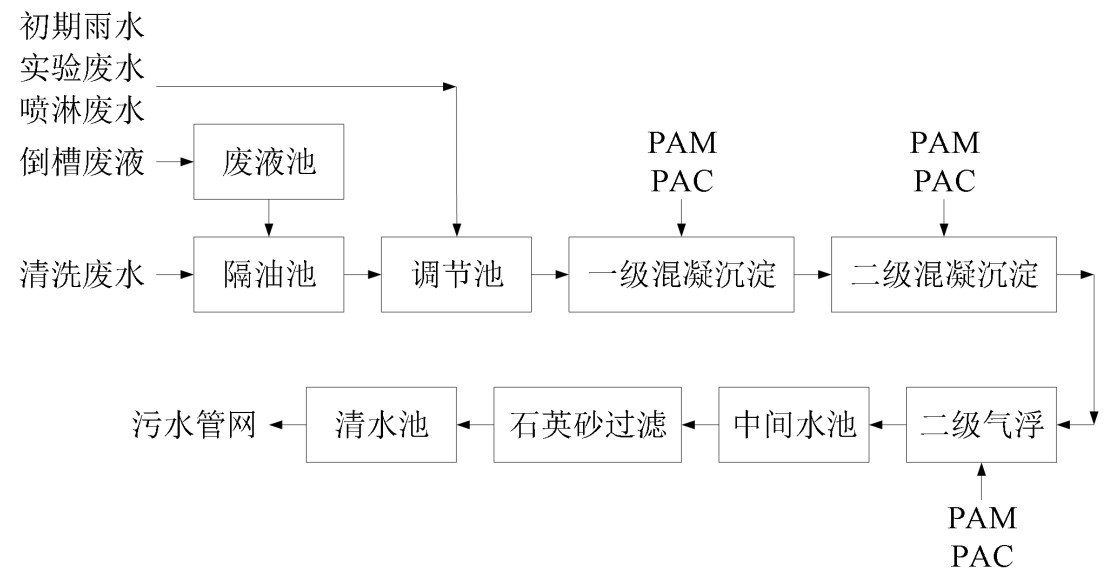 初期雨水
实验废水
喷淋废水
倒槽废液
废液池
PAM
PAC
PAM
PAC
清洗废水
隔油池
调节池
一级混凝沉淀
二级混凝沉淀
污水管网
清水池
石英砂过滤
中间水池
二级气浮
PAM
PAC